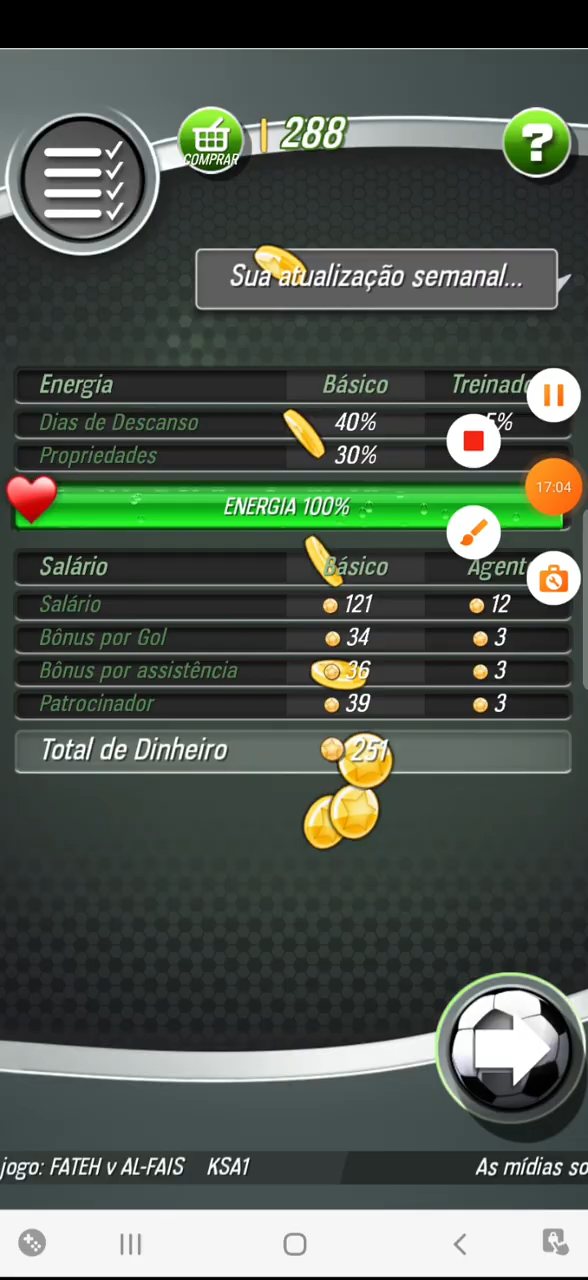 COMPRAR
288
?
Sua atualização semanal...
Energia Básico
Dias de Descanso 40% 5%
Propriedades 30%
17:04
ENERGIA 100%
Salário Básico Agent
Salário 121 12
Bônus por Gol 34 3
Bônus por assistência 36 3
Patrocinador 39 3
Total de Dinheiro 251
jogo: FATEH v AL-FAIS KSA1 As mídias so